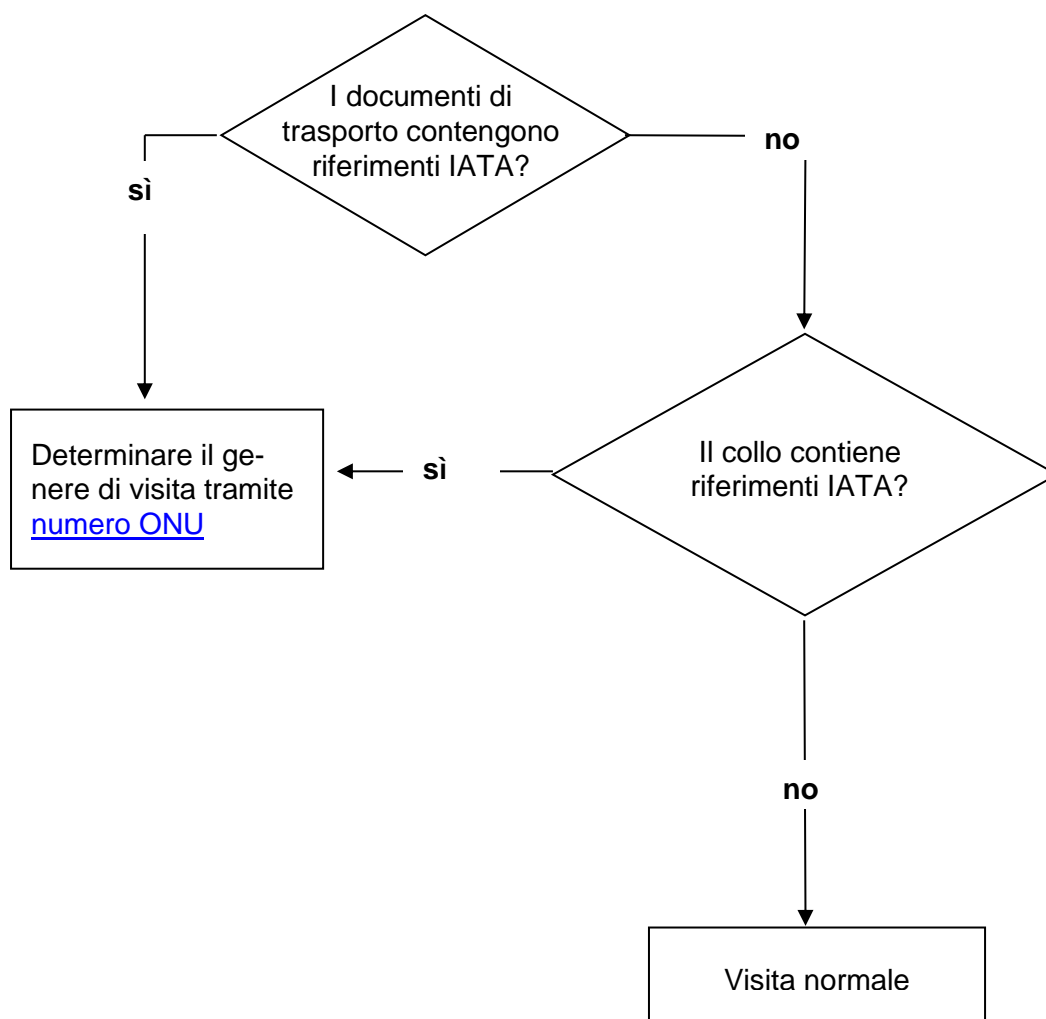 I documenti di
trasporto contengono
riferimenti IATA?
no
sì
Il collo contiene
riferimenti IATA?
sì
Determinare il ge-
nere di visita tramite
numero ONU
no
Visita normale